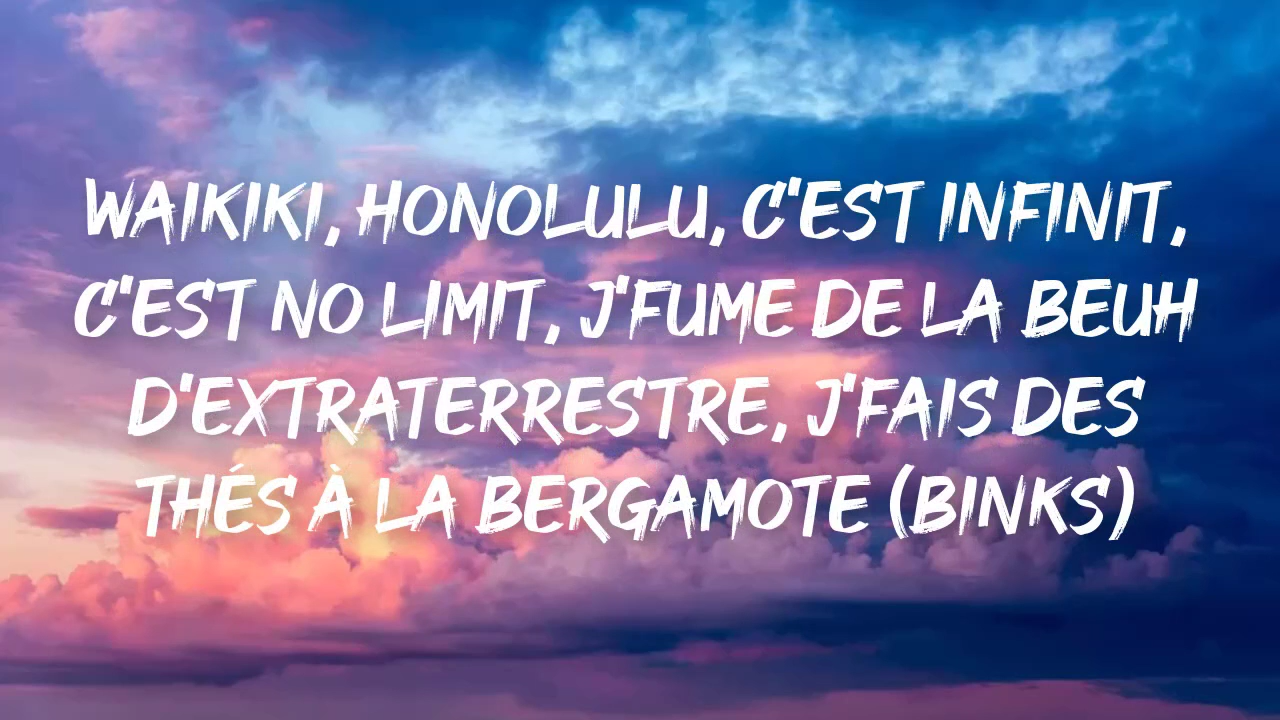 WAIKIKI, HONOLULU, C'EST INFINIT,
C'EST NO LIMIT, J'FUME DE LA BEUH
D'EXTRATERRESTRE, J'FAIS DES
THÉS À LA BERGAMOTE (BINKS)